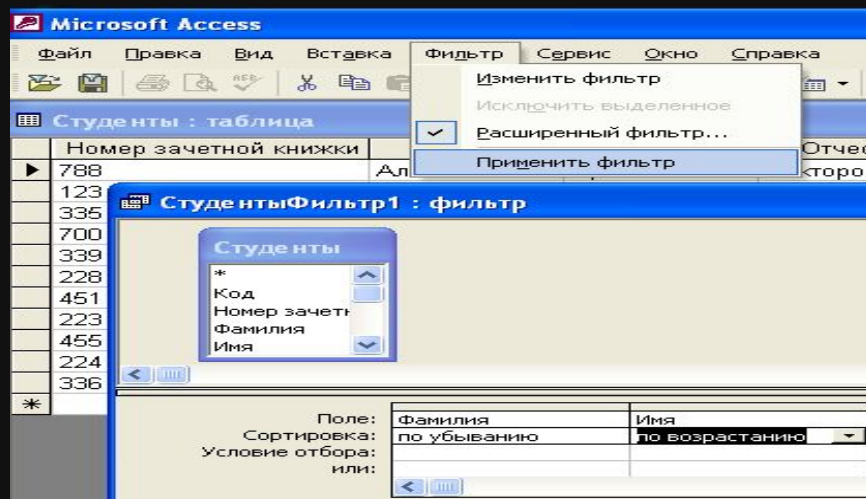 Microsoft Access
Файл Правка Вид Вставка Фильтр Сервис Окно Справка
Изменить фильтр
Исключить выделенное
Расширенный фильтр...
Применить фильтр
Студенты : таблица
Номер зачетной книжки Отчес
788 Ал кторо
123
335
700
339
228
451
223
455
224
336
СтудентыФильтр1 : фильтр
Студенты
*
Код
Номер зачетн
Фамилия
Имя
Поле: Фамилия Имя
Сортировка: по убыванию по возрастанию
Условие отбора:
или: